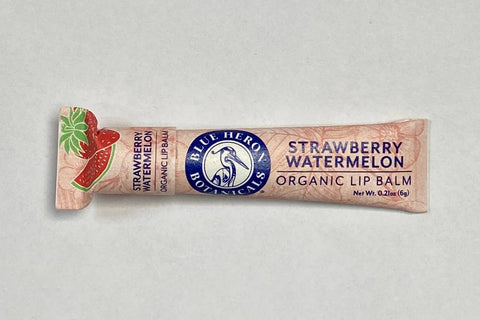 STRAWBERRY
WATERMELON
ORGANIC LIP BALM
BLUE HERON
BOTANICALS
®
STRAWBERRY
WATERMELON
ORGANIC LIP BALM
Net Wt. 0.21oz (6g)